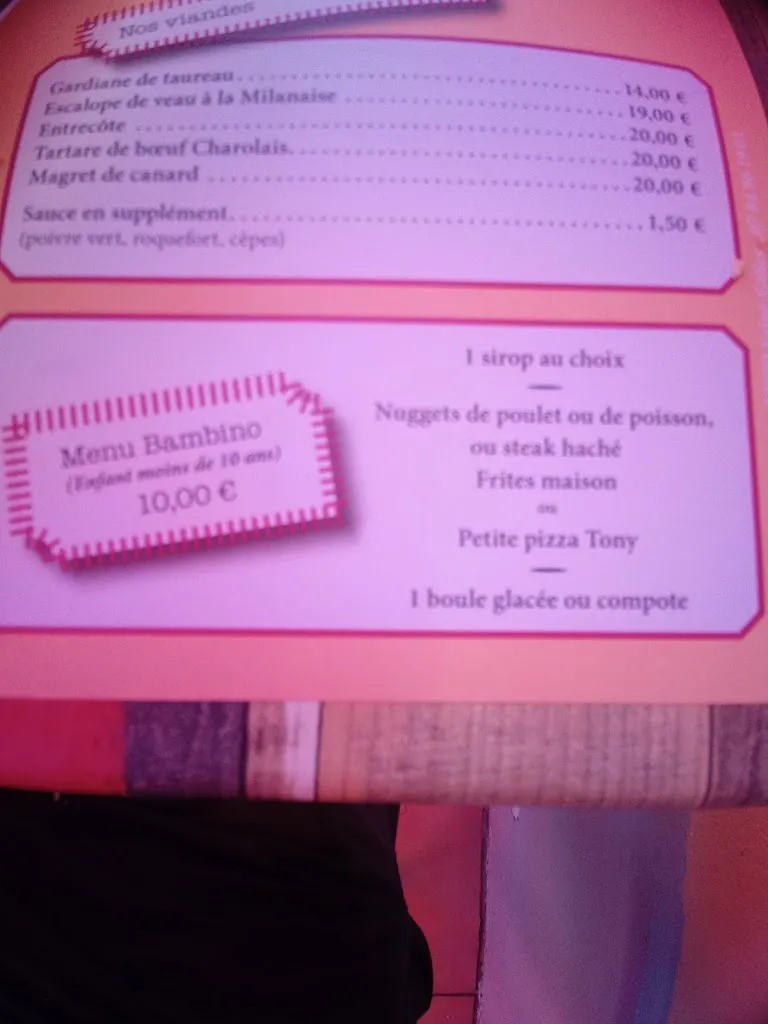 Nos viandes
Gardiane de taureau........................................14,00 €
Escalope de veau à la Milanaise ........................19,00 €
Entrecôte ........................................20,00 €
Tartare de bœuf Charolais........................20,00 €
Magret de canard ........................................20,00 €
Sauce en supplément........................................1,50 €
(poivre vert, roquefort, cèpes)
Menu Bambino
(Enfant moins de 10 ans)
10,00 €
1 sirop au choix
Nuggets de poulet ou de poisson,
ou steak haché
Frites maison
ou
Petite pizza Tony
1 boule glacée ou compote